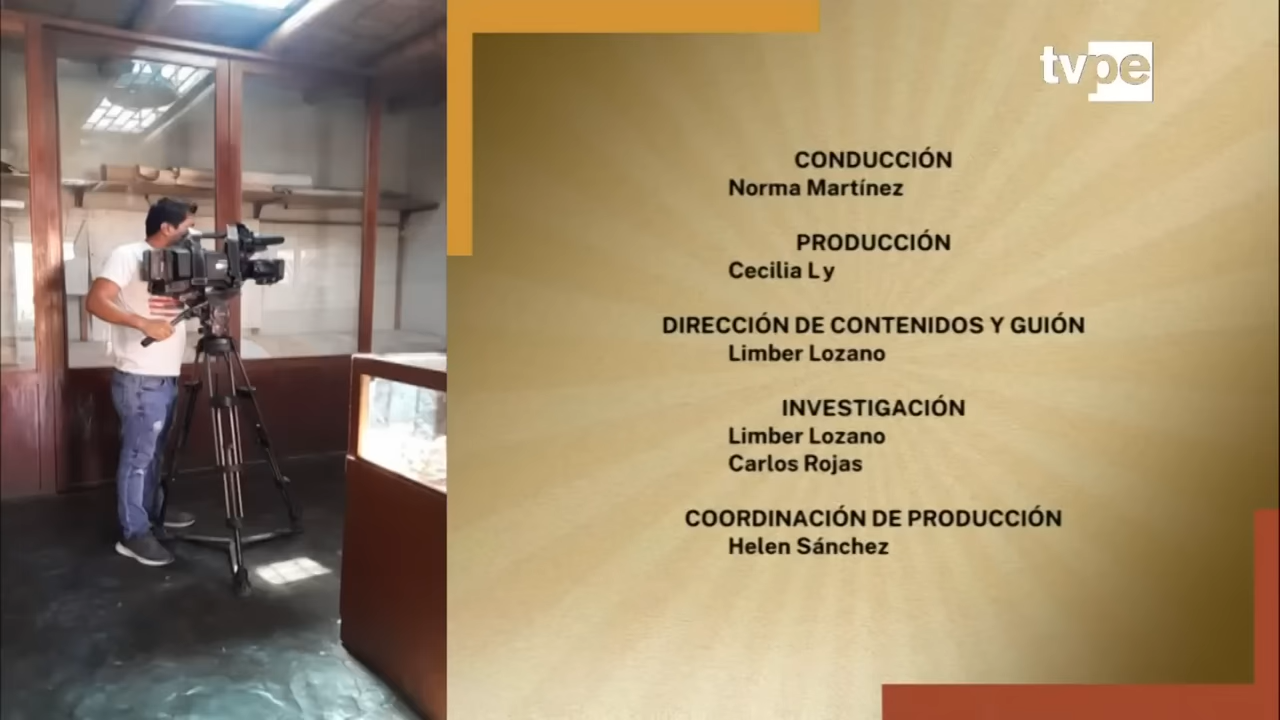 tvpe
CONDUCCIÓN
Norma Martínez
PRODUCCIÓN
Cecilia Ly
DIRECCIÓN DE CONTENIDOS Y GUIÓN
Limber Lozano
INVESTIGACIÓN
Limber Lozano
Carlos Rojas
COORDINACIÓN DE PRODUCCIÓN
Helen Sánchez